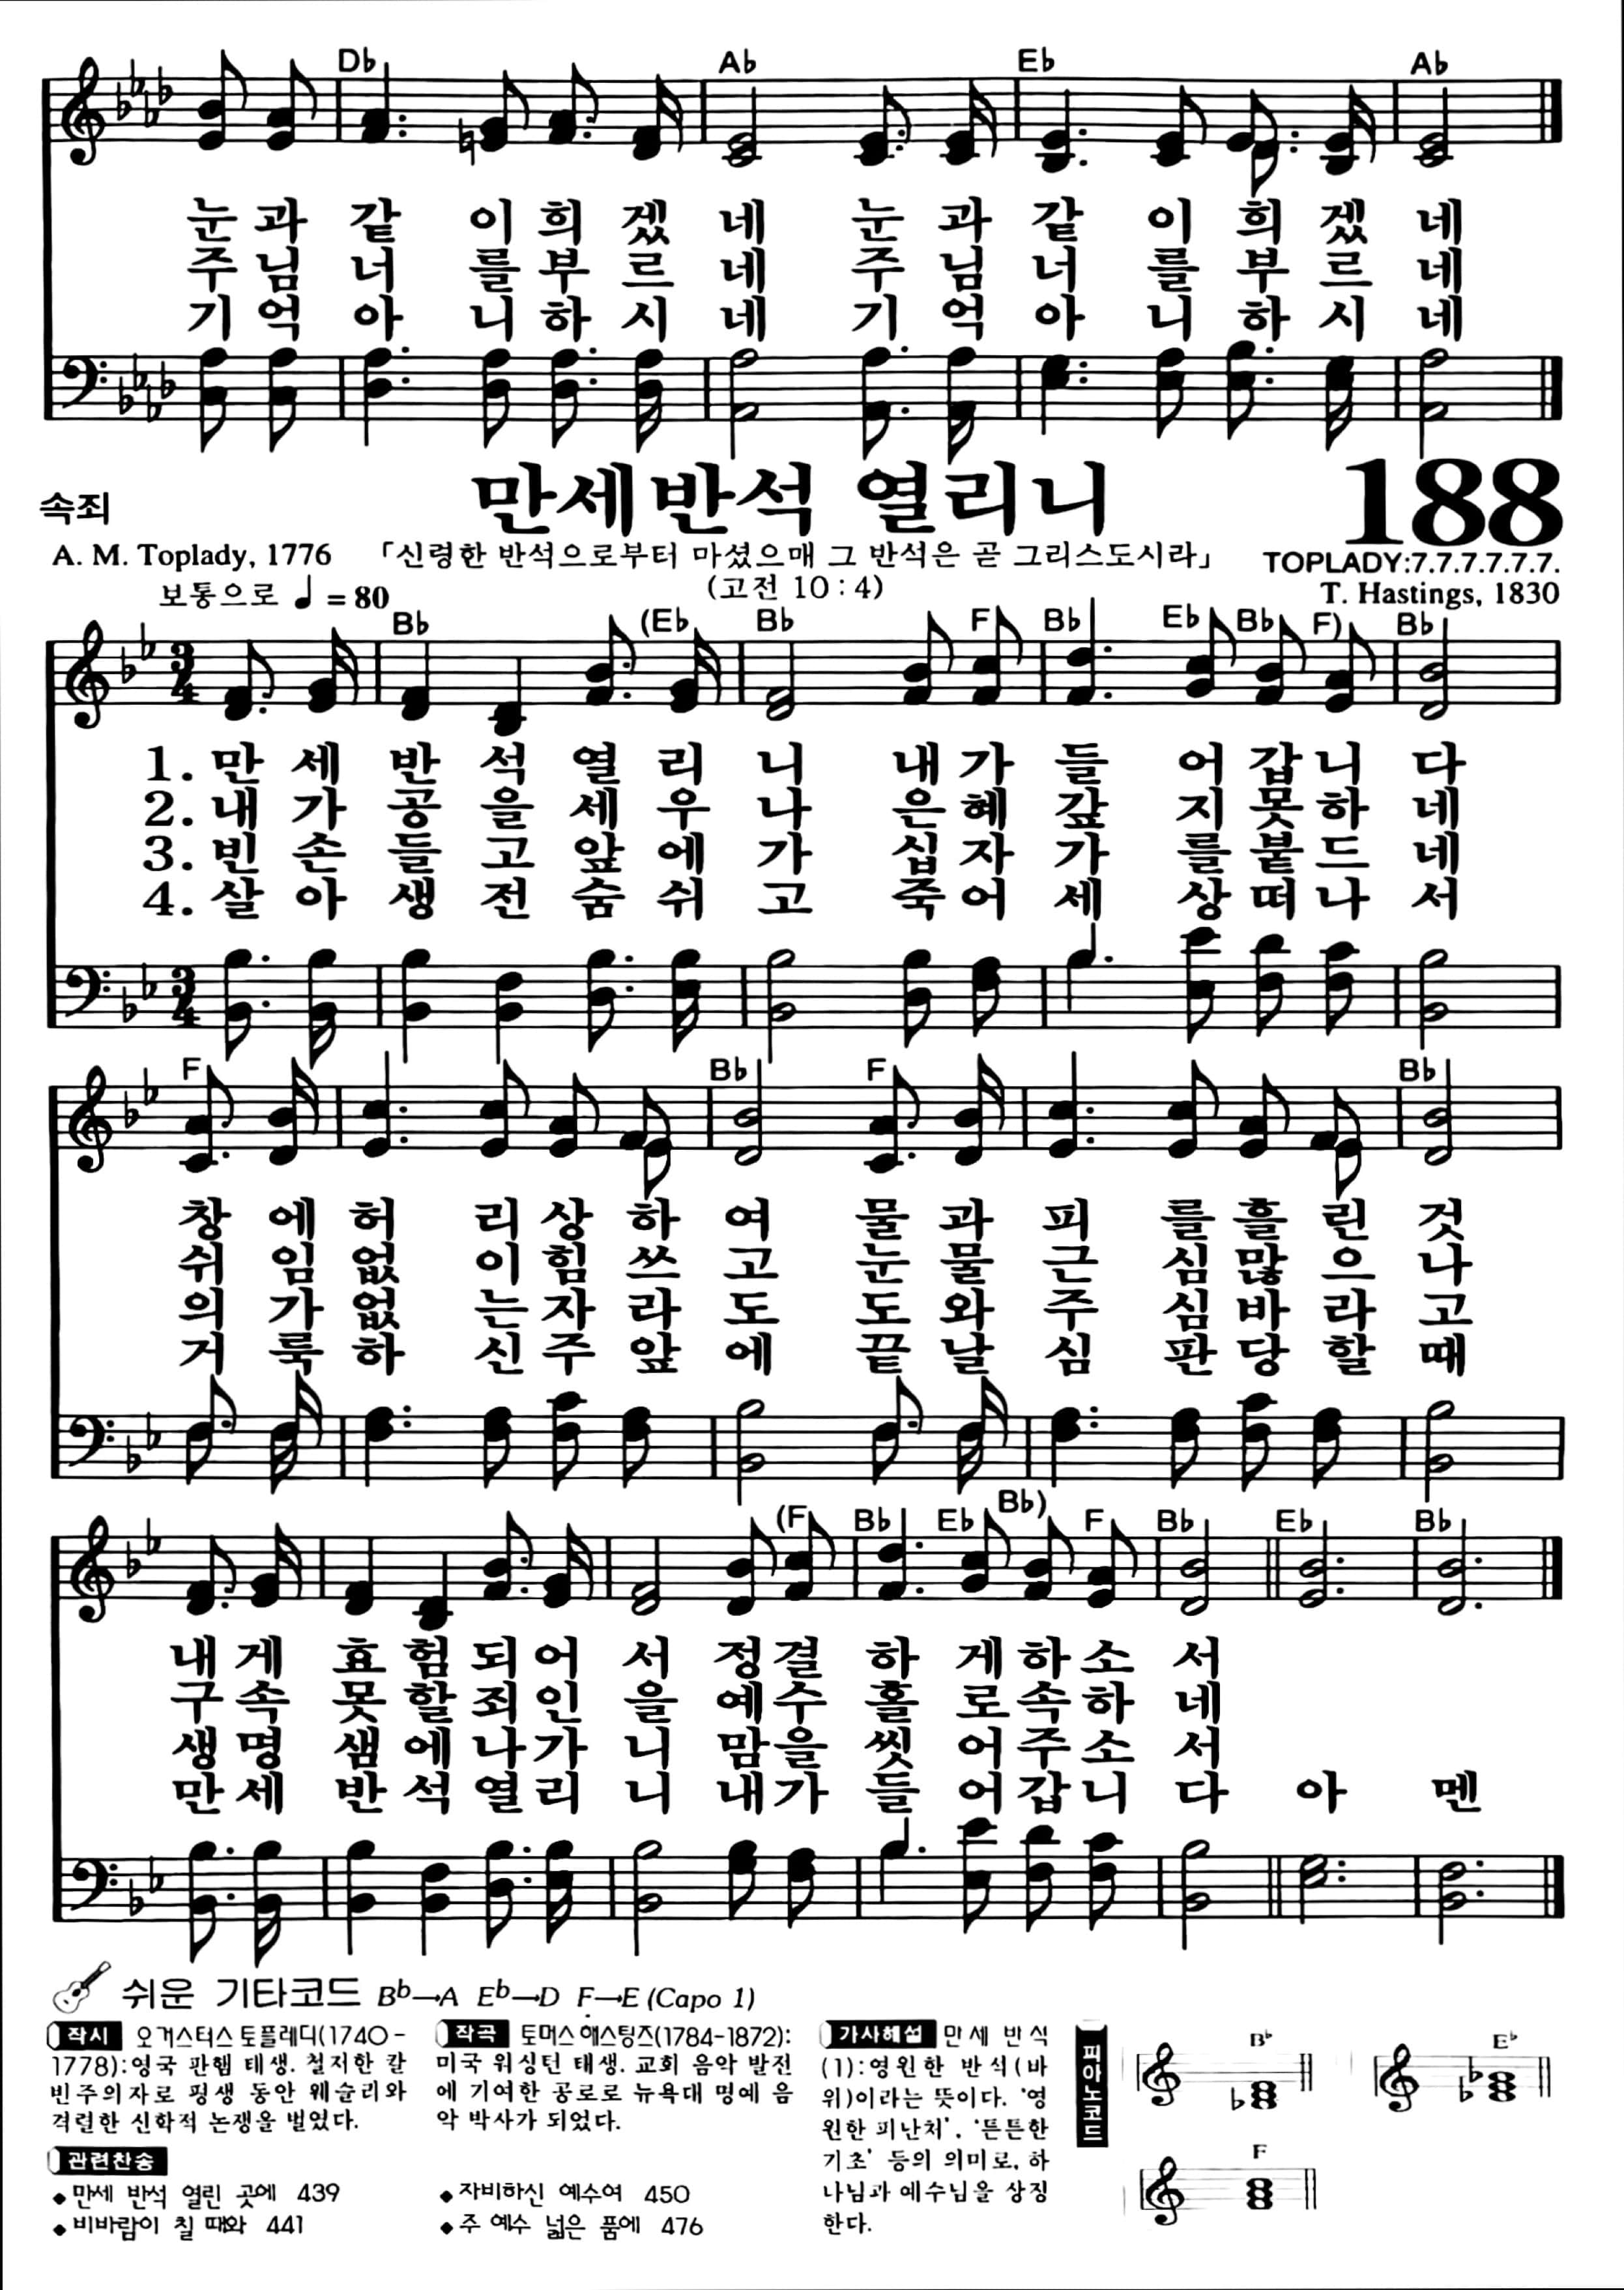 D♭ A♭ E♭ A♭
눈과 같 이희겠 네 눈과 같 이희겠 네
주님 너 를부르 네 주님 너 를부르 네
기억 아 니하시 네 기억 아 니하시 네
속죄 만세반석 열리니 188
A. M. Toplady, 1776 「신령한 반석으로부터 마셨으매 그 반석은 곧 그리스도시라」 TOPLADY:7.7.7.7.7.7.
보통으로 ♩ = 80 (고전 10 : 4) T. Hastings, 1830
B♭ (E♭ B♭ F B♭ E♭ B♭ F) B♭
3/4
1. 만 세 반 석 열 리 니 내 가 들 어 갑 니 다
2. 내 가 공 을 세 우 나 은 혜 갚 지 못 하 네
3. 빈 손 들 고 앞 에 가 십 자 가 를 붙 드 네
4. 살 아 생 전 숨 쉬 고 죽 어 세 상 떠 나 서
3/4
F B♭ F B♭
창 에 허 리 상 하 여 물 과 피 를 흘 린 것
쉬 임 없 이 힘 쓰 고 눈 물 근 심 많 으 나
의 가 없 는 자 라 도 도 와 주 심 바 라 고
거 룩 하 신 주 앞 에 끝 날 심 판 당 할 때
(F B♭ E♭ B♭) F B♭ E♭ B♭
내 게 효 험 되 어 서 정 결 하 게 하 소 서
구 속 못 할 죄 인 을 예 수 홀 로 속 하 네
생 명 샘 에 나 가 니 맘 을 씻 어 주 소 서
만 세 반 석 열 리 니 내 가 들 어 갑 니 다 아 멘
쉬운 기타코드 B♭→A E♭→D F→E (Capo 1)
작시 오거스터스 토플레디(1740-
1778):영국 판햄 태생. 철저한 칼
빈주의자로 평생 동안 웨슬리와
격렬한 신학적 논쟁을 벌였다.
작곡 토머스 헤스팅즈(1784-1872):
미국 워싱턴 태생. 교회 음악 발전
에 기여한 공로로 뉴욕대 명예 음
악 박사가 되었다.
관련찬송
◆만세 반석 열린 곳에 439
◆비바람이 칠 때와 441
◆자비하신 예수여 450
◆주 예수 넓은 품에 476
가사해설 만세 반석
(1):영원한 반석(바
위)이라는 뜻이다. '영
원한 피난처', '튼튼한
기초' 등의 의미로, 하
나님과 예수님을 상징
한다.
피아노코드
B♭ E♭
F